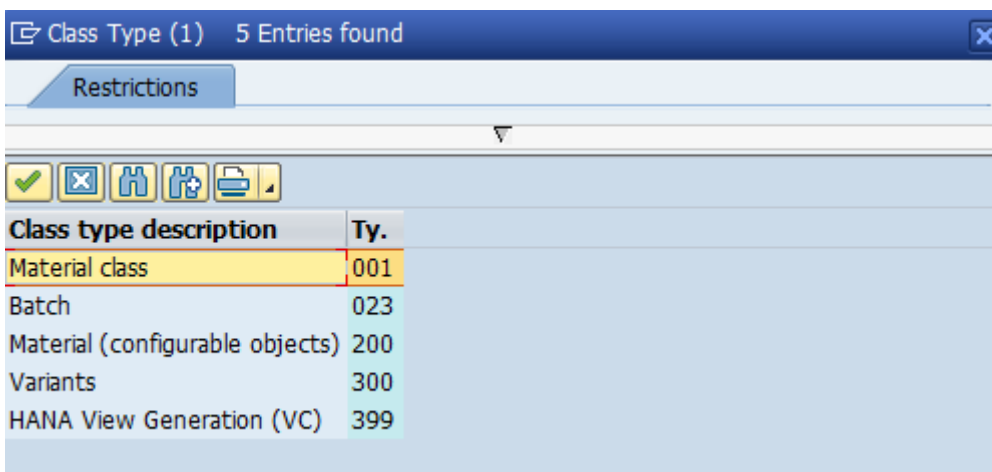 Class Type (1) 5 Entries found
Restrictions
Class type description Ty.
Material class 001
Batch 023
Material (configurable objects) 200
Variants 300
HANA View Generation (VC) 399